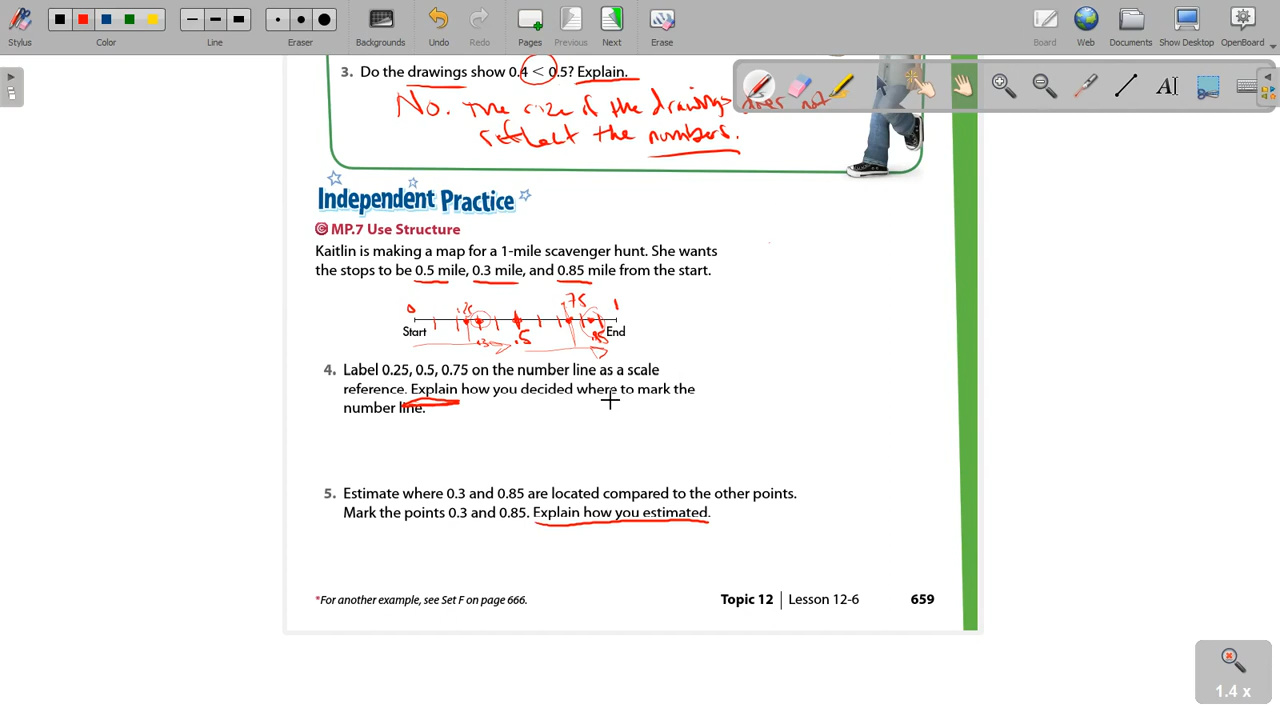 Stylus Color Line Eraser Backgrounds Undo Redo Pages Previous Next Erase Board Web Documents Show Desktop OpenBoard
3. Do the drawings show 0.4 < 0.5? Explain.
No. The size of the drawings does not
reflect the numbers.
Independent Practice
MP.7 Use Structure
Kaitlin is making a map for a 1-mile scavenger hunt. She wants
the stops to be 0.5 mile, 0.3 mile, and 0.85 mile from the start.
0 .25 .75 1
Start .3 .5 .85 End
4. Label 0.25, 0.5, 0.75 on the number line as a scale
reference. Explain how you decided where to mark the
number line.
5. Estimate where 0.3 and 0.85 are located compared to the other points.
Mark the points 0.3 and 0.85. Explain how you estimated.
*For another example, see Set F on page 666.
Topic 12 | Lesson 12-6 659
1.4 x